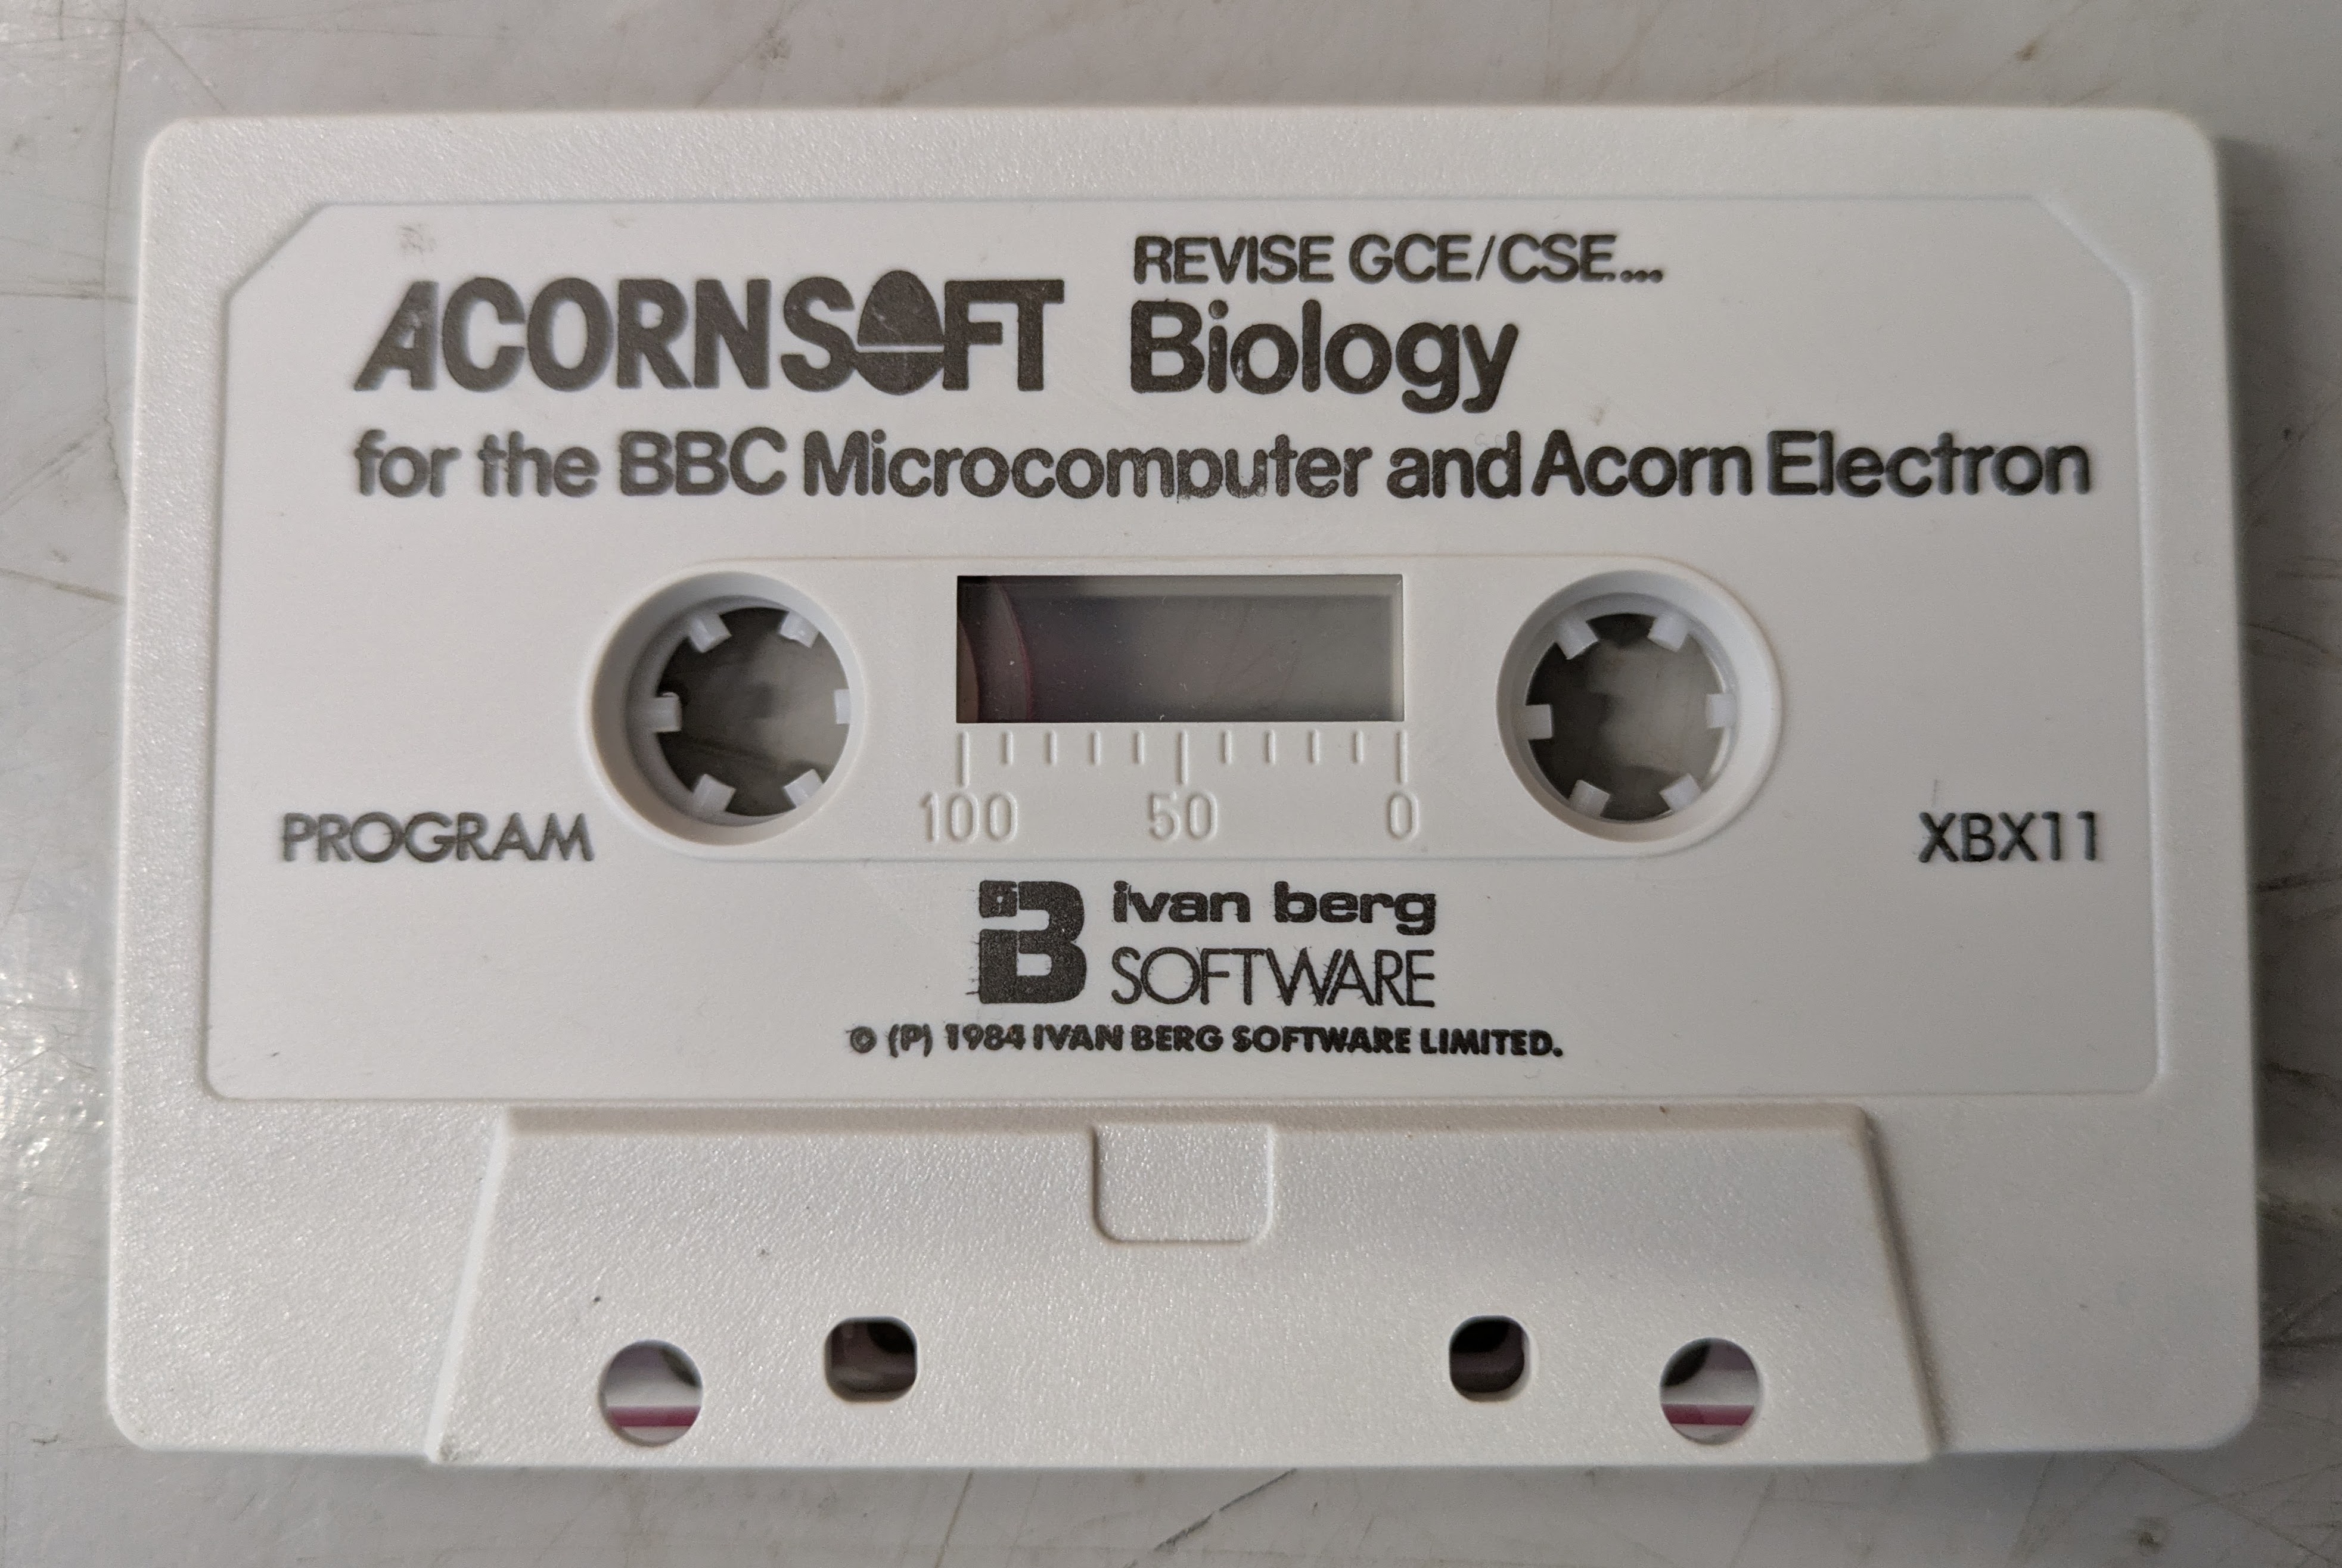 REVISE GCE/CSE...
ACORNSOFT Biology
for the BBC Microcomputer and Acorn Electron
100 50 0
PROGRAM
XBX11
iB ivan berg
SOFTWARE
© (P) 1984 IVAN BERG SOFTWARE LIMITED.